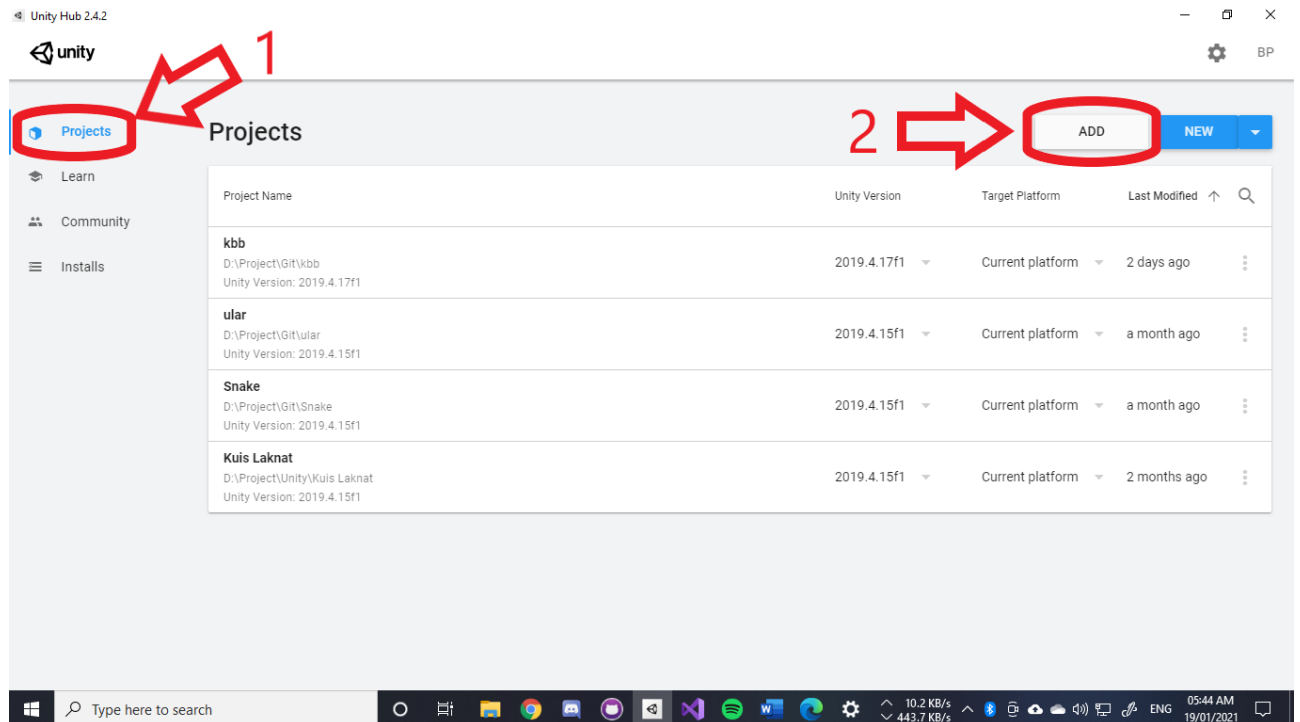 Unity Hub 2.4.2
unity
BP
1
Projects
Learn
Community
Installs
Projects
2
ADD
NEW
Project Name
Unity Version
Target Platform
Last Modified
kbb
D:\Project\Git\kbb
Unity Version: 2019.4.17f1
2019.4.17f1
Current platform
2 days ago
ular
D:\Project\Git\ular
Unity Version: 2019.4.15f1
2019.4.15f1
Current platform
a month ago
Snake
D:\Project\Git\Snake
Unity Version: 2019.4.15f1
2019.4.15f1
Current platform
a month ago
Kuis Laknat
D:\Project\Unity\Kuis Laknat
Unity Version: 2019.4.15f1
2019.4.15f1
Current platform
2 months ago
Type here to search
10.2 KB/s
443.7 KB/s
ENG
05:44 AM
19/01/2021